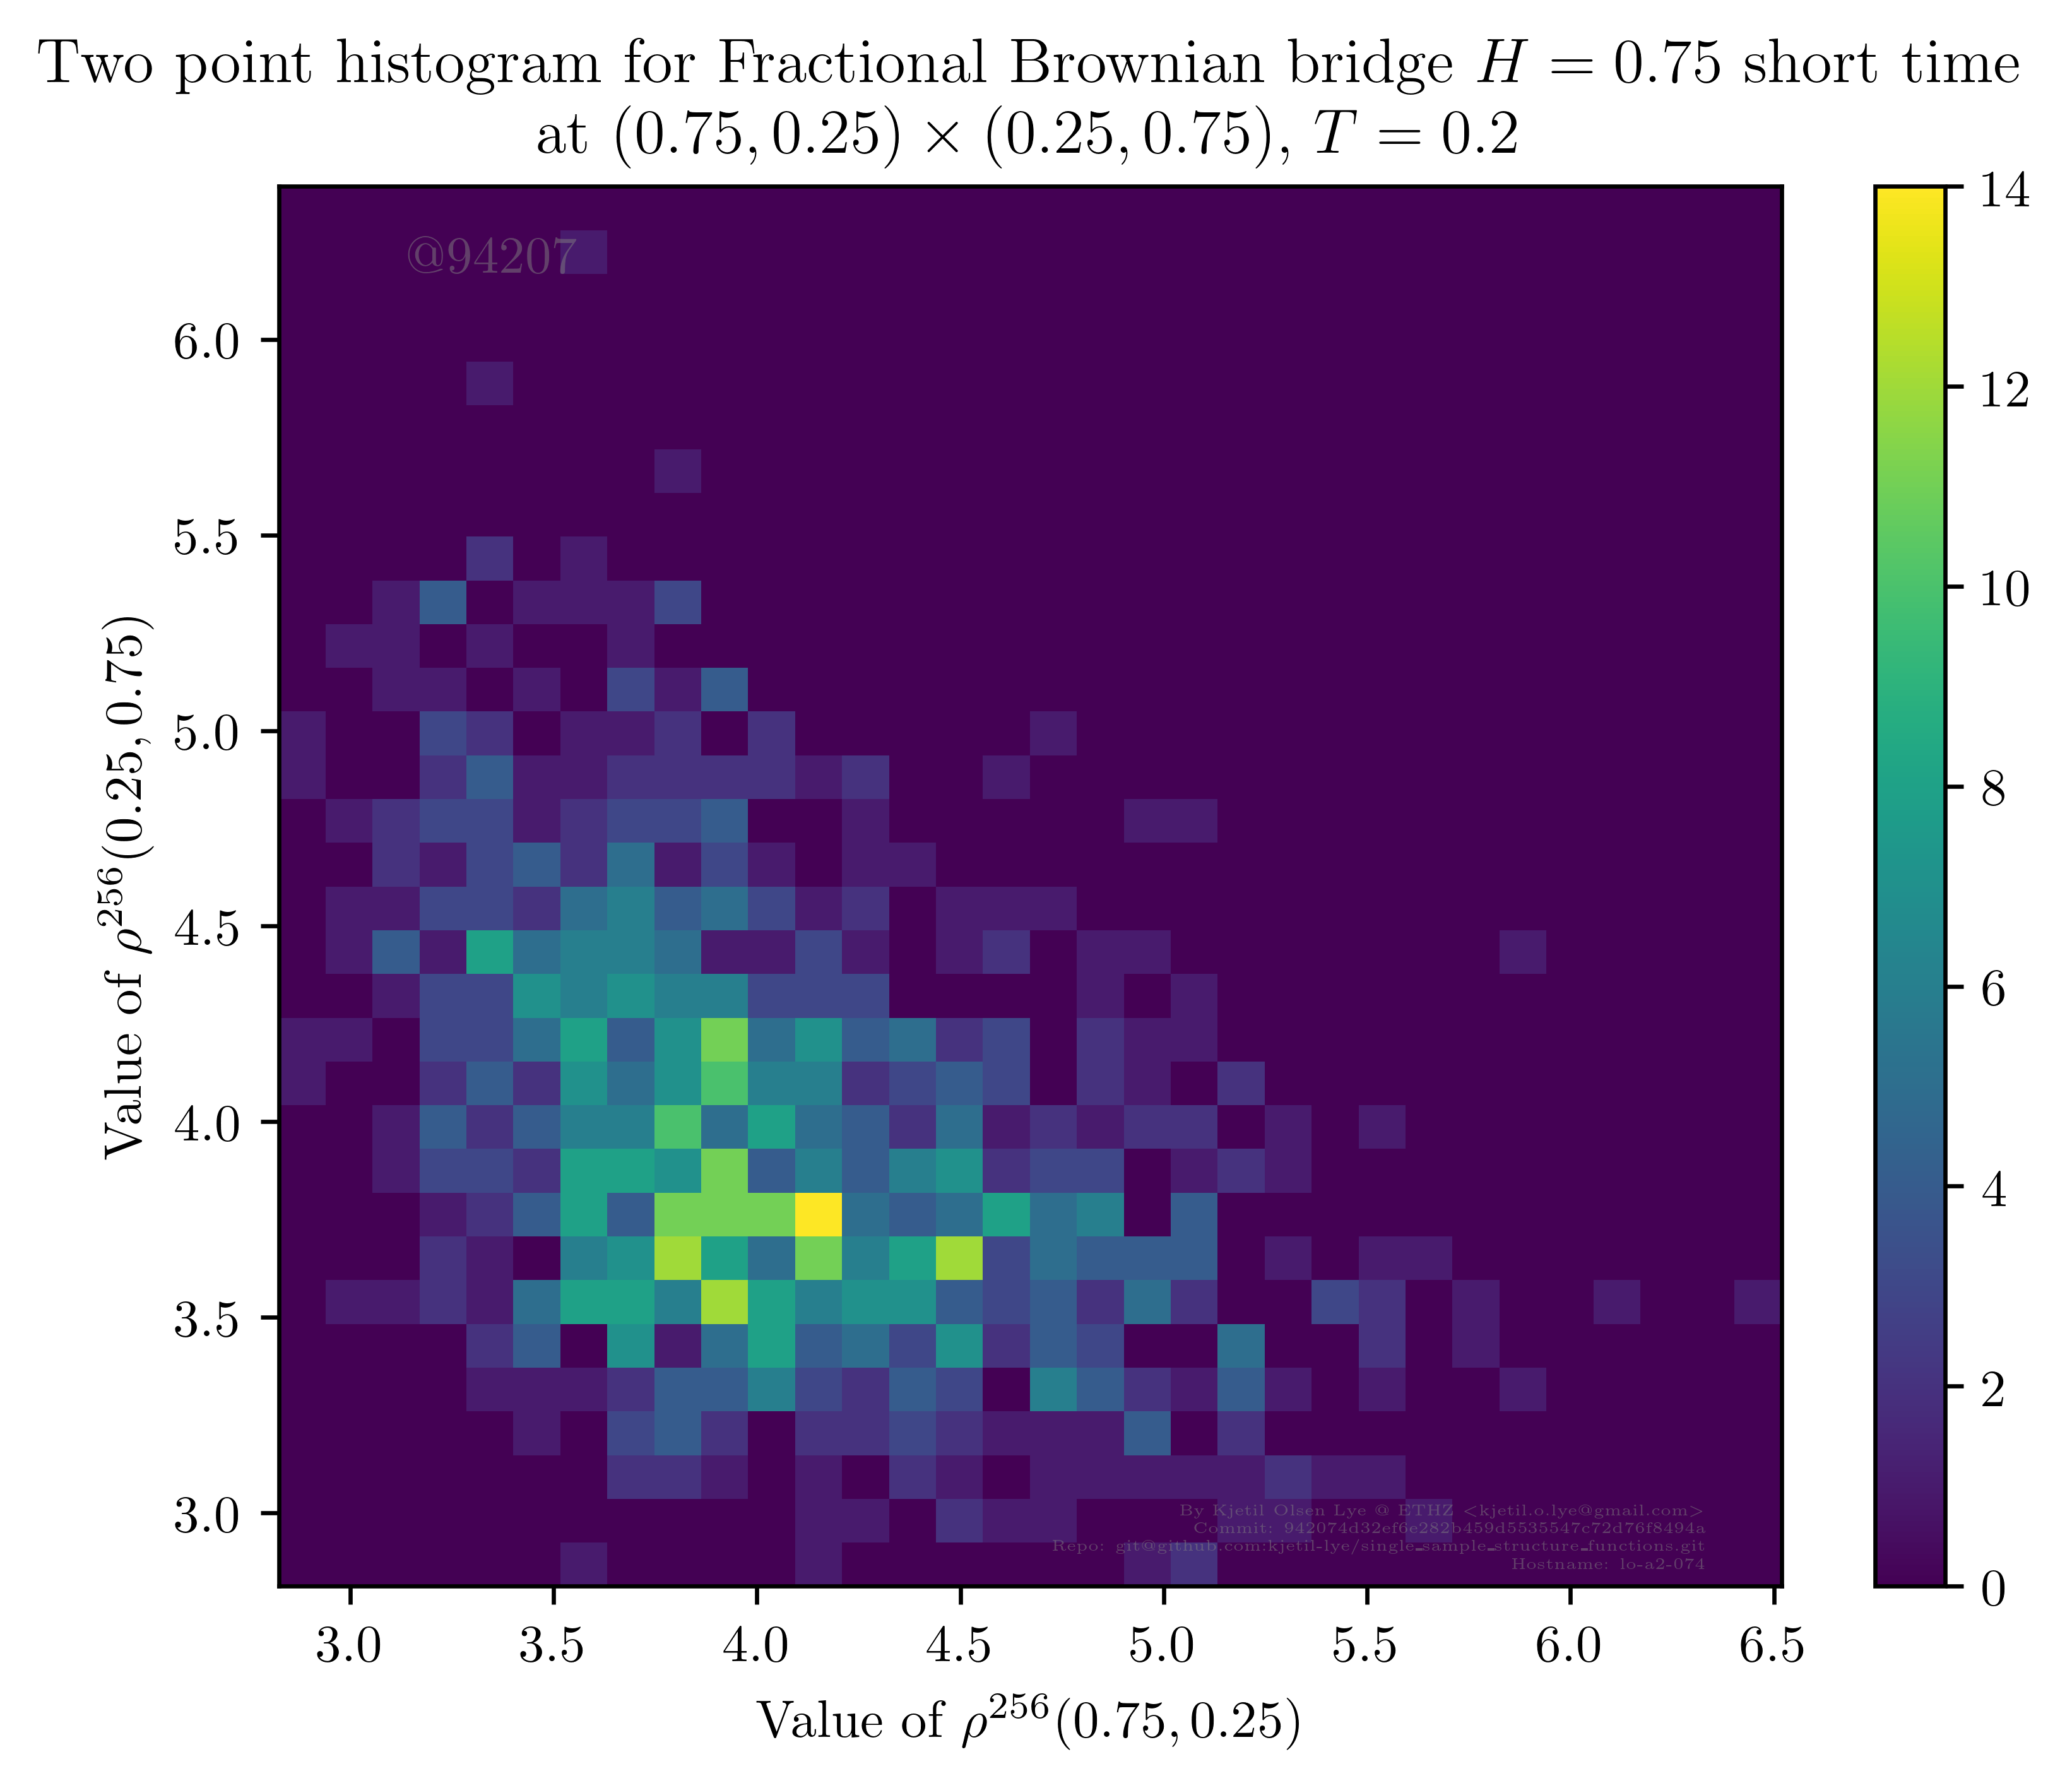 Two point histogram for Fractional Brownian bridge H = 0.75 short time
at (0.75, 0.25) × (0.25, 0.75), T = 0.2
@94207
14
12
10
8
6
4
2
0
6.0
5.5
5.0
4.5
4.0
3.5
3.0
Value of ρ²⁵⁶(0.25, 0.75)
By Kjetil Olsen Lye @ ETHZ <kjetil.o.lye@gmail.com>
Commit: 942074d32ef6e282b459d5535547c72d76f8494a
Repo: git@github.com:kjetil-lye/single_sample_structure_functions.git
Hostname: lo-a2-074
3.0 3.5 4.0 4.5 5.0 5.5 6.0 6.5
Value of ρ²⁵⁶(0.75, 0.25)